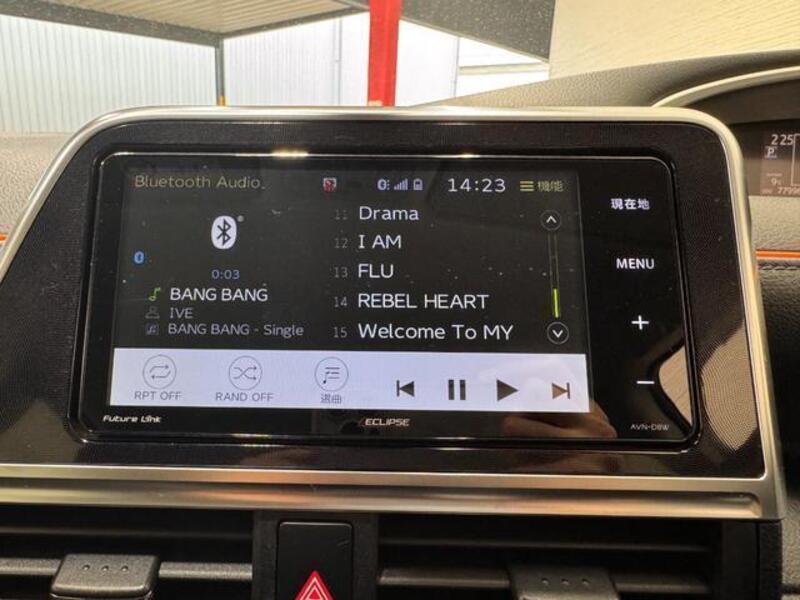 Bluetooth Audio
14:23
機能
0:03
BANG BANG
IVE
BANG BANG - Single
11 Drama
12 I AM
13 FLU
14 REBEL HEART
15 Welcome To MY
RPT OFF
RAND OFF
選曲
現在地
MENU
+
−
Future Link
ECLIPSE
AVN-D8W
225
P